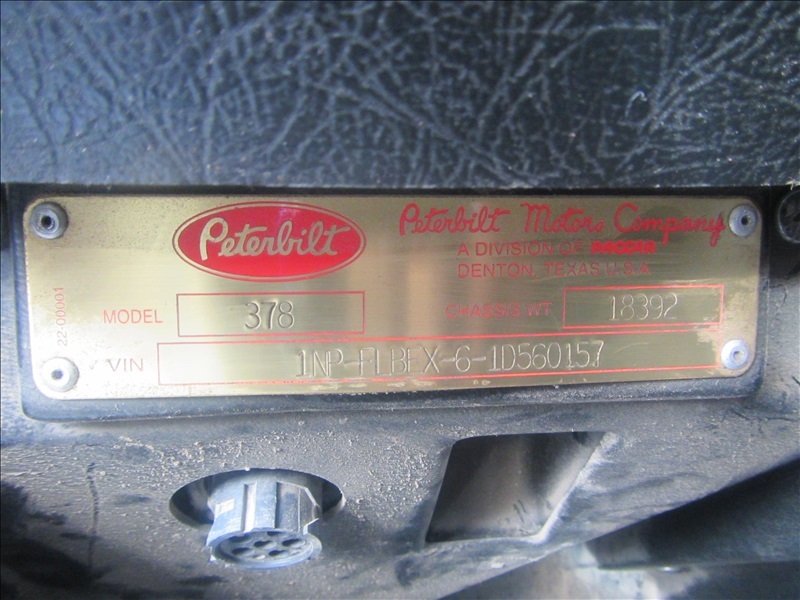 Peterbilt
Peterbilt Motors Company
A DIVISION OF PACCAR
DENTON, TEXAS U.S.A.
MODEL 378
CHASSIS WT 18392
VIN 1NP-FLBEX-6-1D560157
22-00001